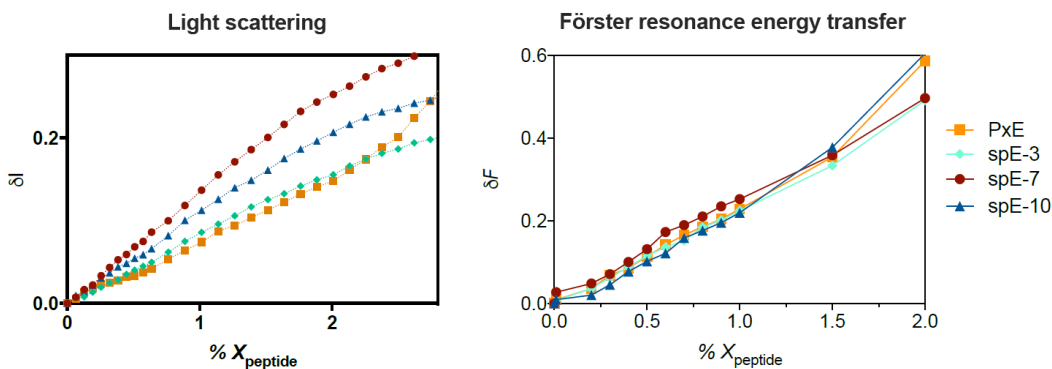 Light scattering
δI
0.2
0.0
0
1
2
% Xpeptide
Förster resonance energy transfer
δF
0.6
0.4
0.2
0.0
0.0
0.5
1.0
1.5
2.0
% Xpeptide
PxE
spE-3
spE-7
spE-10